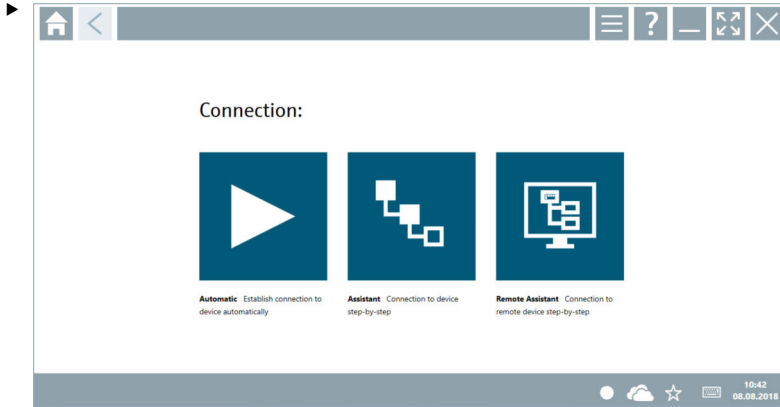 ?
Connection:
Automatic Establish connection to
device automatically
Assistant Connection to device
step-by-step
Remote Assistant Connection to
remote device step-by-step
10:42
08.08.2018